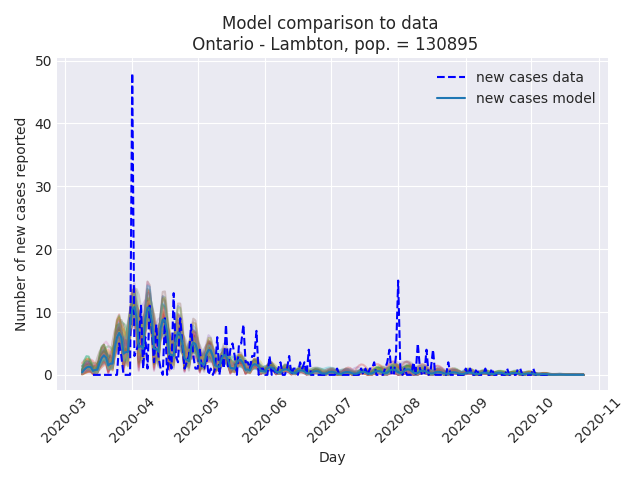 Model comparison to data
Ontario - Lambton, pop. = 130895
new cases data
new cases model
Number of new cases reported
50
40
30
20
10
0
2020-03
2020-04
2020-05
2020-06
2020-07
2020-08
2020-09
2020-10
2020-11
Day